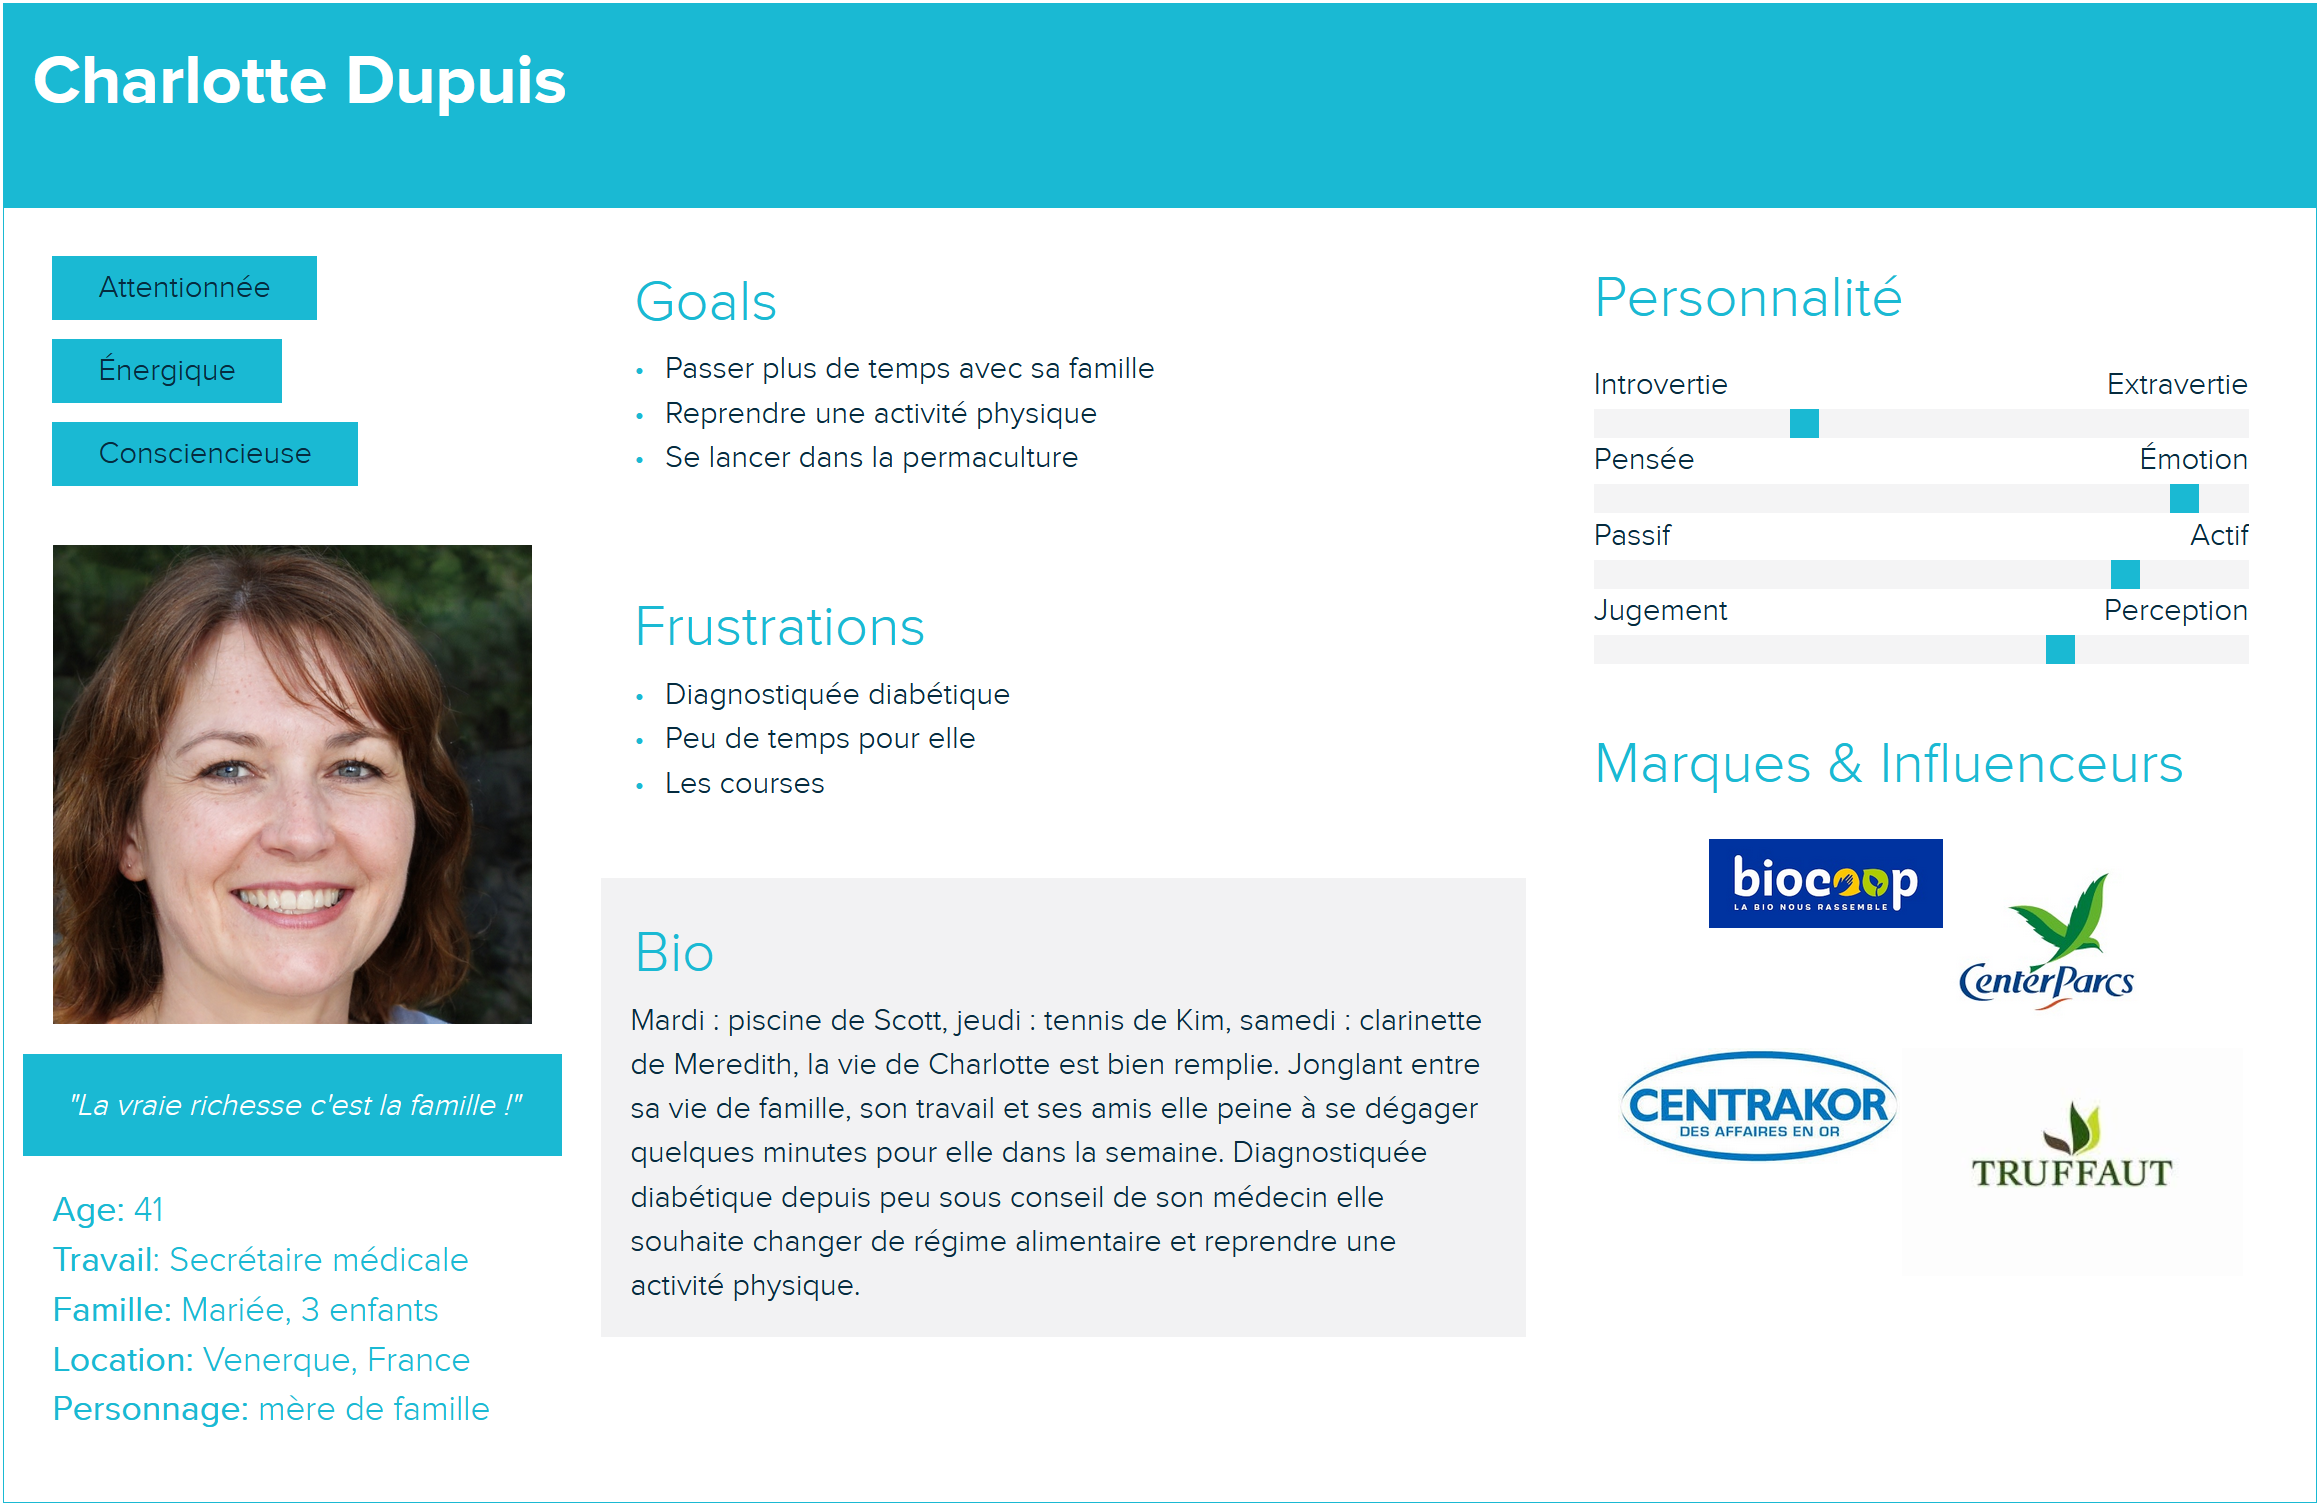 Charlotte Dupuis
Attentionnée
Énergique
Consciencieuse
"La vraie richesse c'est la famille !"
Age: 41
Travail: Secrétaire médicale
Famille: Mariée, 3 enfants
Location: Venerque, France
Personnage: mère de famille
Goals
• Passer plus de temps avec sa famille
• Reprendre une activité physique
• Se lancer dans la permaculture
Frustrations
• Diagnostiquée diabétique
• Peu de temps pour elle
• Les courses
Bio
Mardi : piscine de Scott, jeudi : tennis de Kim, samedi : clarinette
de Meredith, la vie de Charlotte est bien remplie. Jonglant entre
sa vie de famille, son travail et ses amis elle peine à se dégager
quelques minutes pour elle dans la semaine. Diagnostiquée
diabétique depuis peu sous conseil de son médecin elle
souhaite changer de régime alimentaire et reprendre une
activité physique.
Personnalité
Introvertie Extravertie
Pensée Émotion
Passif Actif
Jugement Perception
Marques & Influenceurs
biocoop
LA BIO NOUS RASSEMBLE
CenterParcs
CENTRAKOR
DES AFFAIRES EN OR
TRUFFAUT